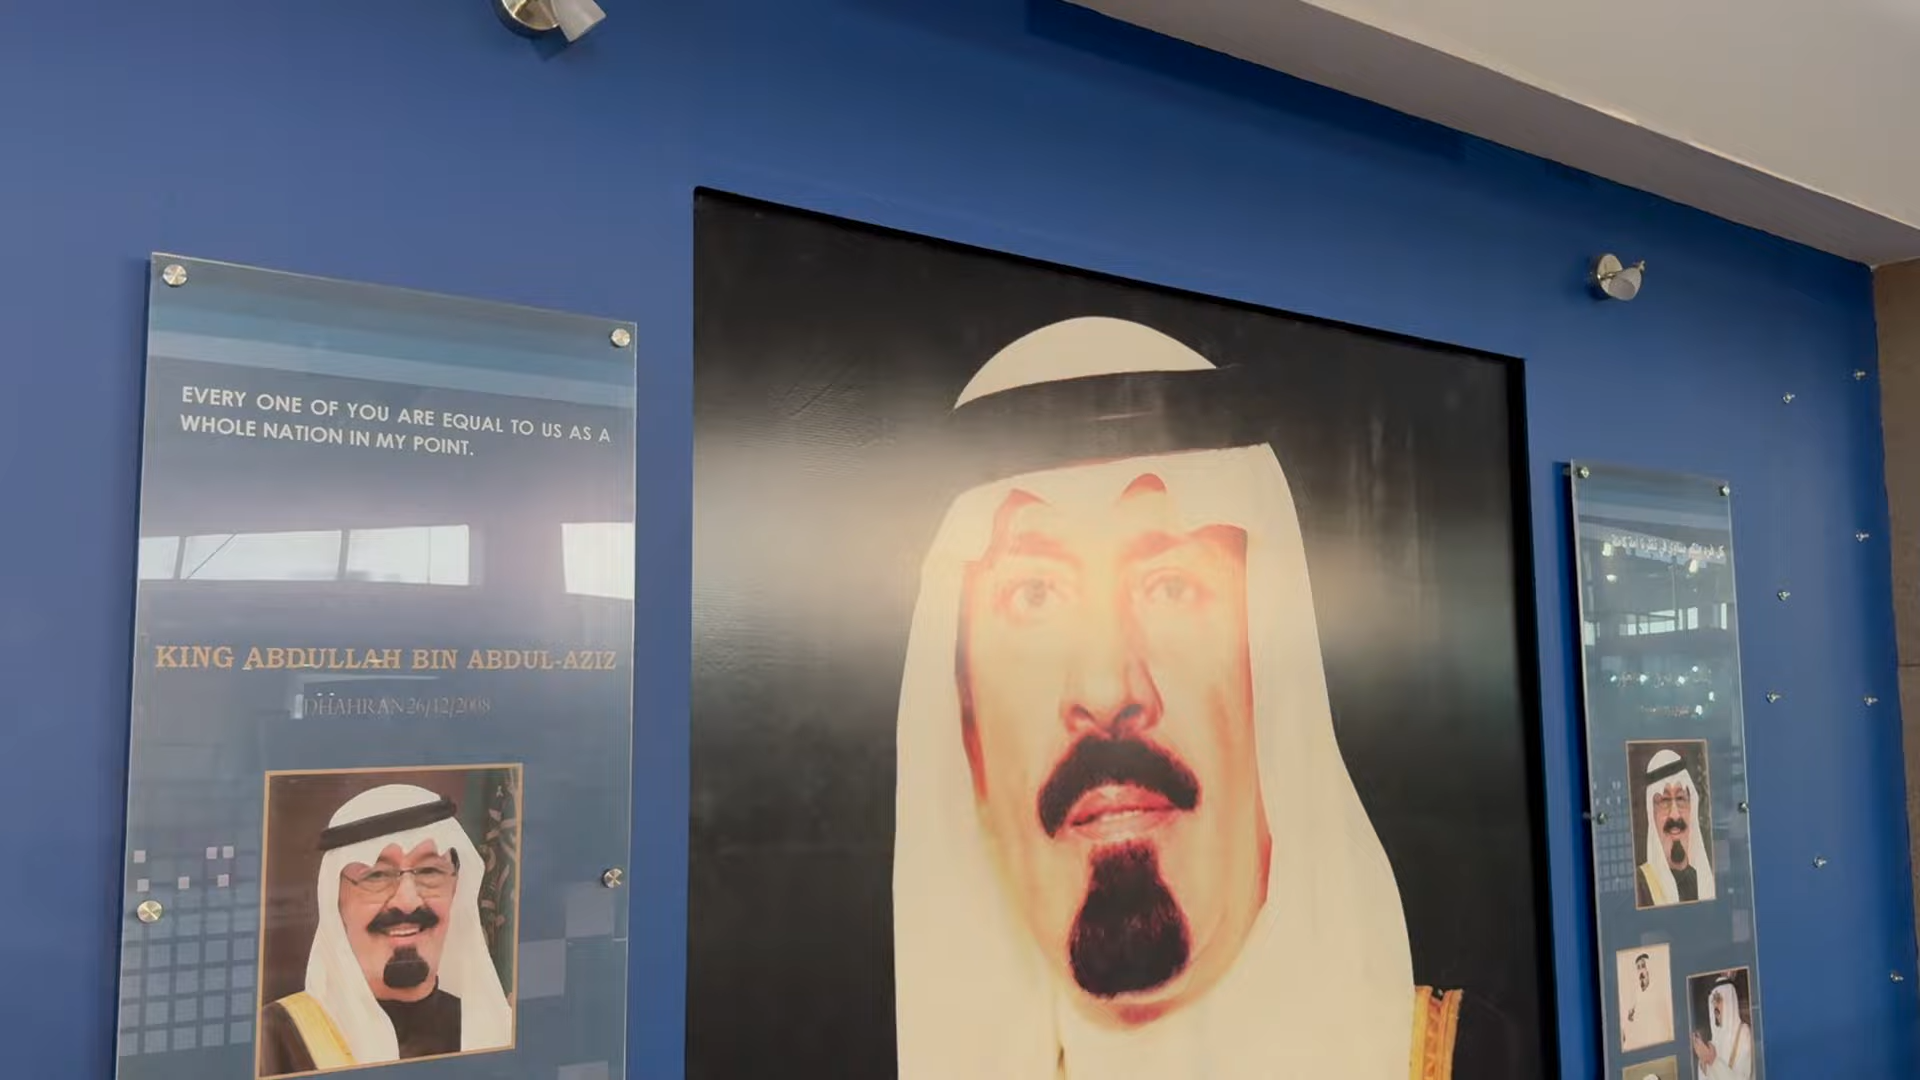 EVERY ONE OF YOU ARE EQUAL TO US AS A
WHOLE NATION IN MY POINT.
KING ABDULLAH BIN ABDUL-AZIZ
DHAHRAN 26/12/2008